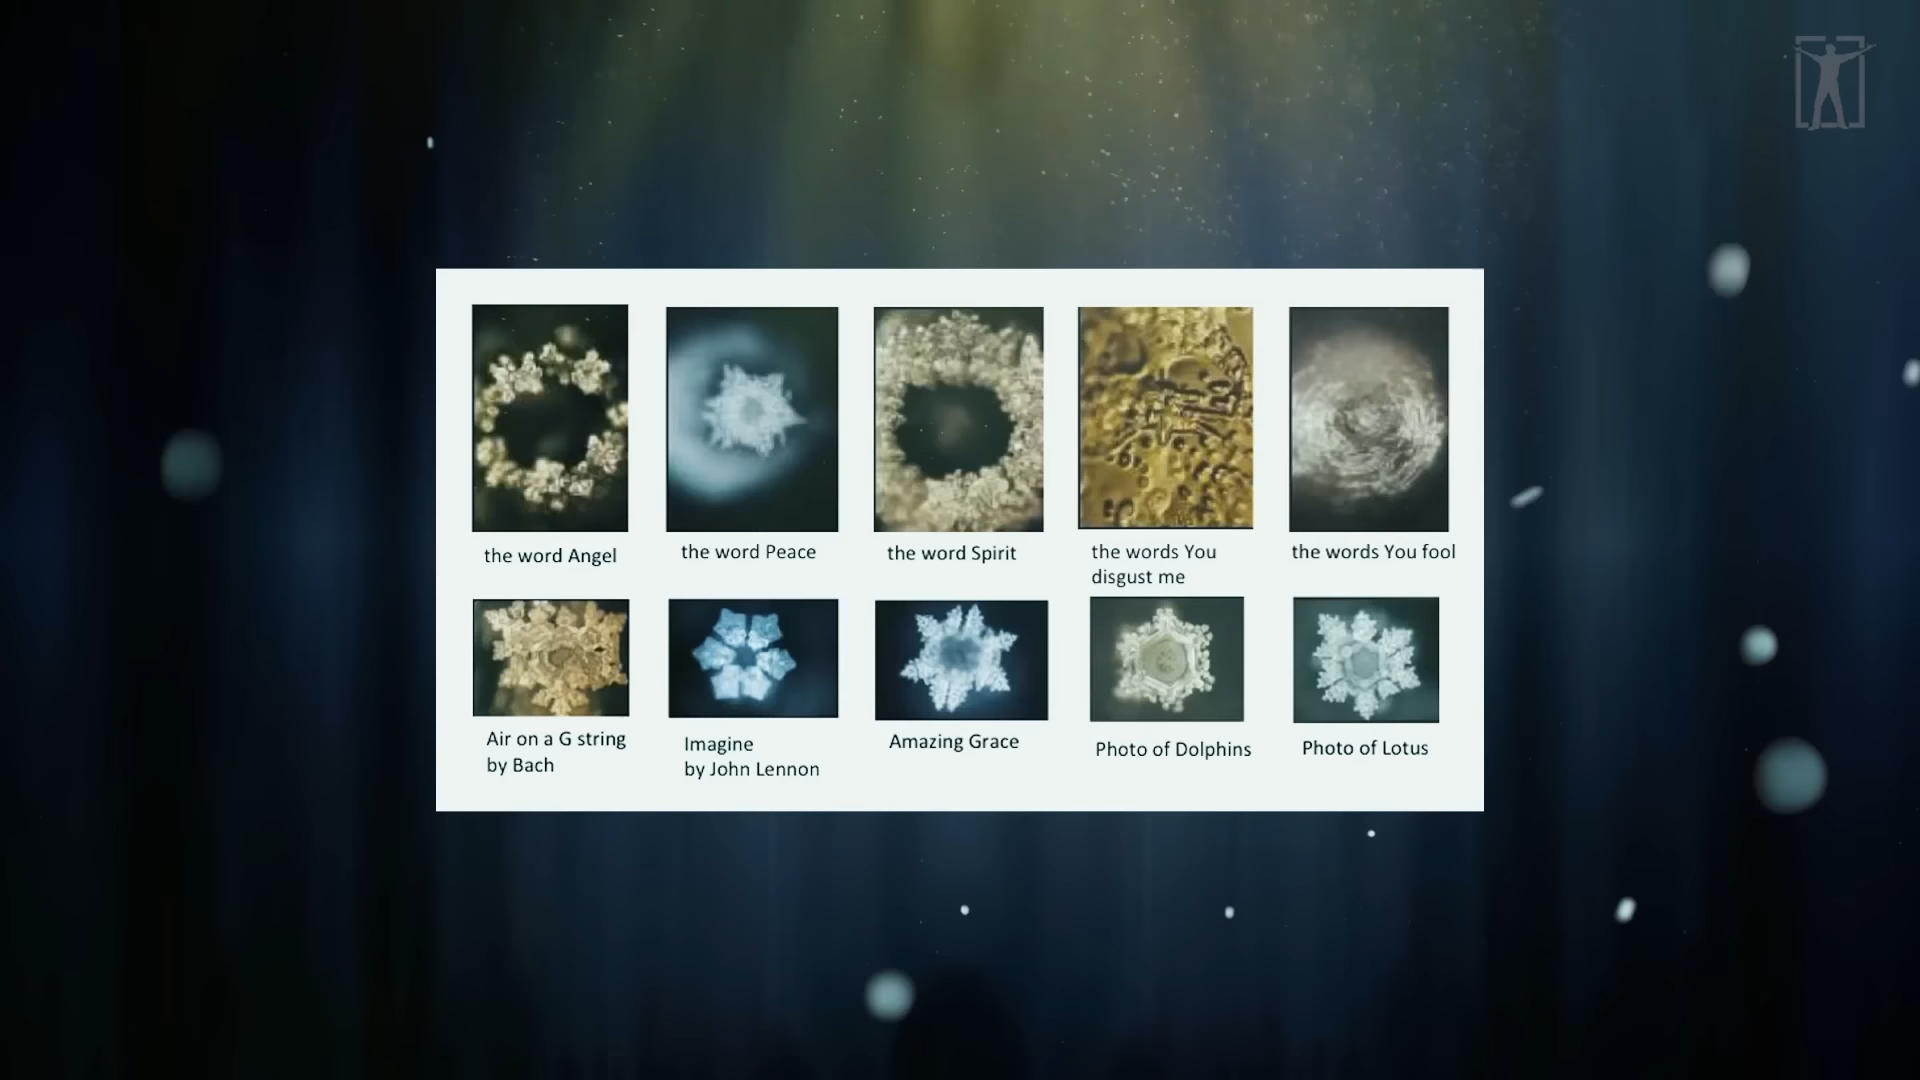 the word Angel
the word Peace
the word Spirit
the words You
disgust me
the words You fool
Air on a G string
by Bach
Imagine
by John Lennon
Amazing Grace
Photo of Dolphins
Photo of Lotus